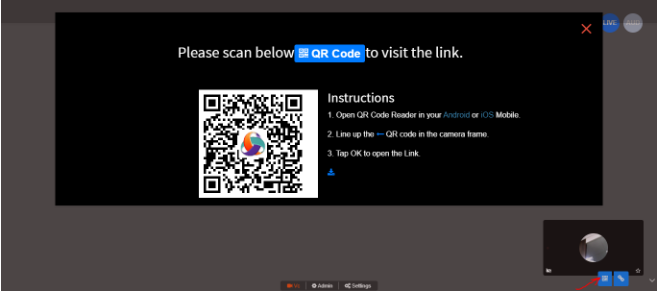 LIVE
Please scan below QR Code to visit the link.
Instructions
1. Open QR Code Reader in your Android or iOS Mobile.
2. Line up the ← QR code in the camera frame.
3. Tap OK to open the Link.
Admin
Settings